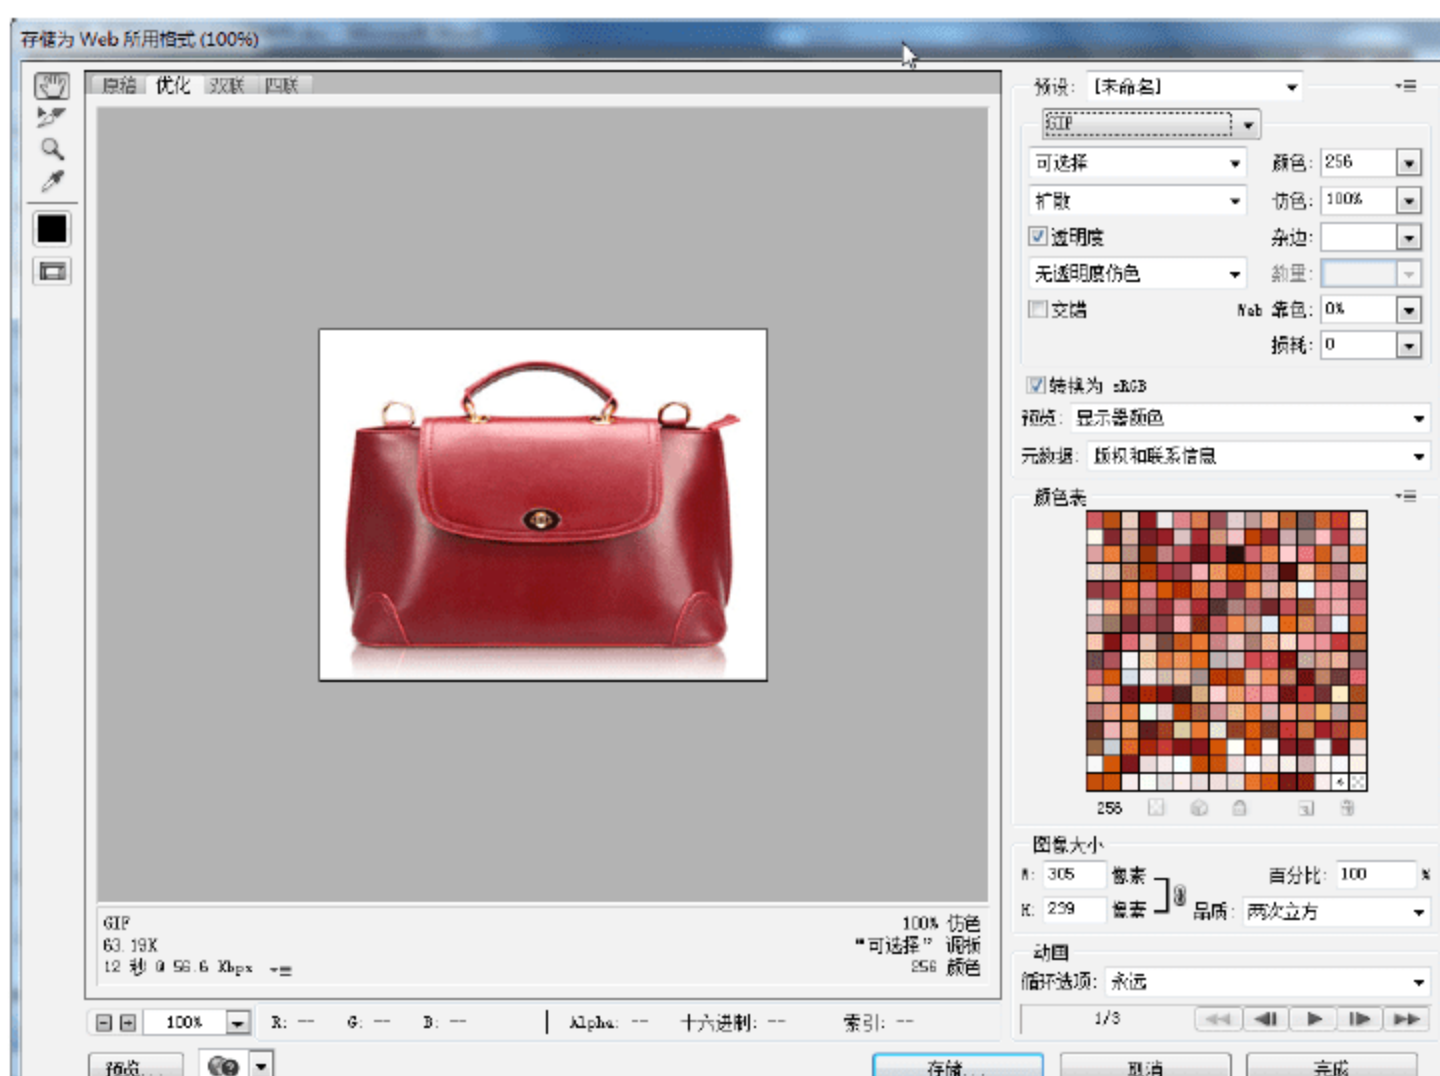 存储为 Web 所用格式 (100%)
原稿 优化 双联 四联
预设: [未命名]
GIF
可选择 颜色: 256
扩散 仿色: 100%
透明度 杂边:
无透明度仿色 数量:
交错 Web 靠色: 0%
损耗: 0
转换为 sRGB
预览: 显示器颜色
元数据: 版权和联系信息
颜色表
256
图像大小
W: 305 像素 百分比: 100 %
H: 239 像素 品质: 两次立方
动画
循环选项: 永远
1/3
GIF 100% 仿色
63.19K “可选择” 调板
12 秒 @ 56.6 Kbps 256 颜色
100% R: -- G: -- B: -- Alpha: -- 十六进制: -- 索引: --
预览... 存储... 取消 完成